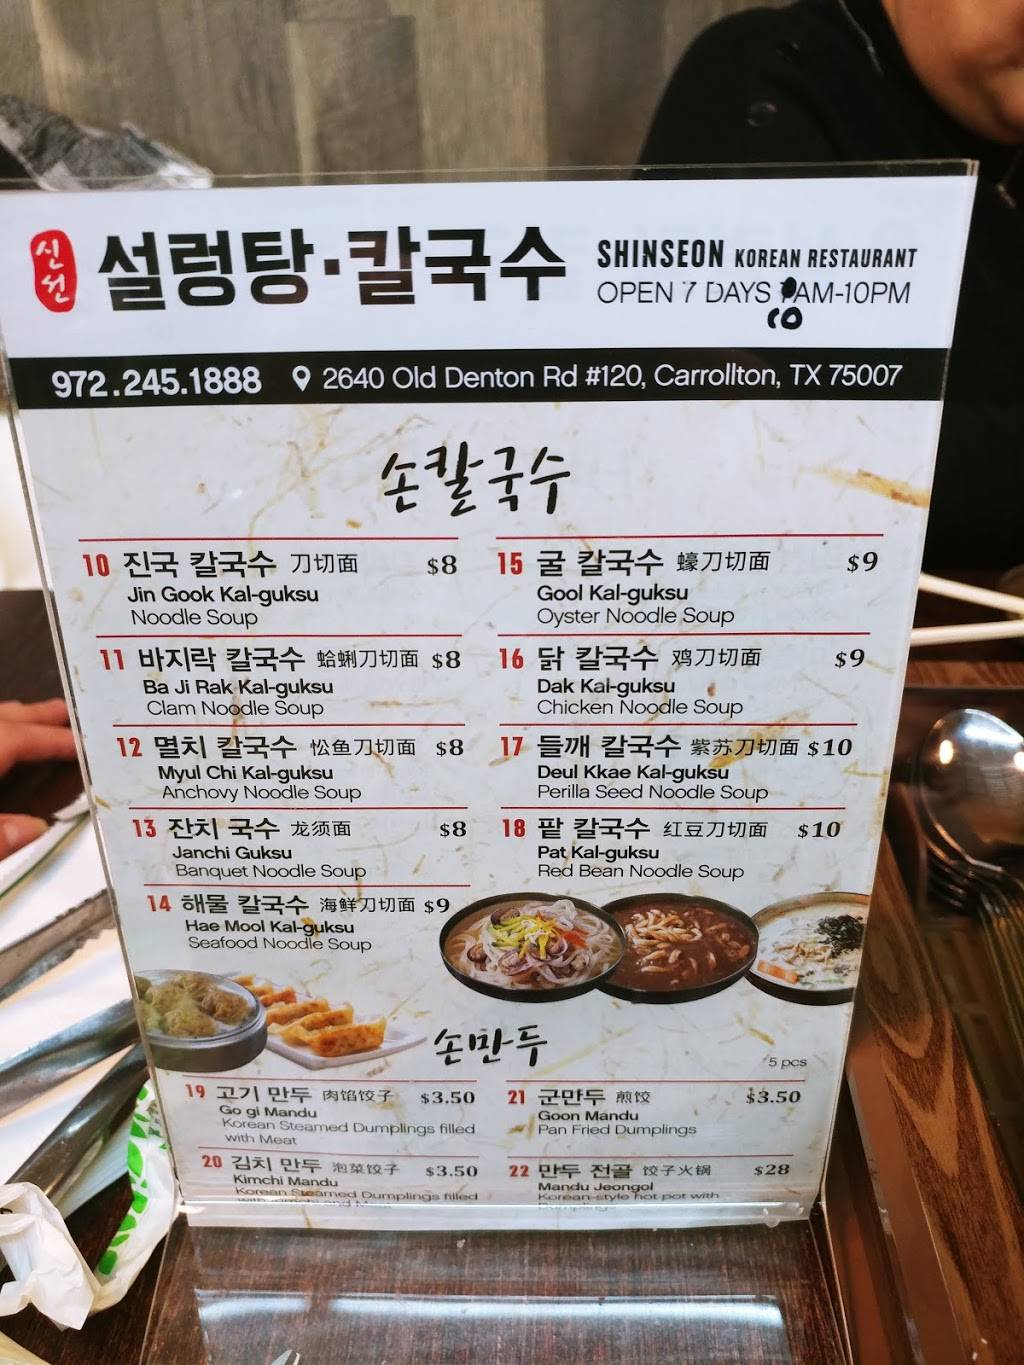 신선
설렁탕·칼국수
SHINSEON KOREAN RESTAURANT
OPEN 7 DAYS 10AM-10PM
972.245.1888 2640 Old Denton Rd #120, Carrollton, TX 75007
손칼국수
10 진국 칼국수 刀切面 $8
Jin Gook Kal-guksu
Noodle Soup
11 바지락 칼국수 蛤蜊刀切面 $8
Ba Ji Rak Kal-guksu
Clam Noodle Soup
12 멸치 칼국수 忪鱼刀切面 $8
Myul Chi Kal-guksu
Anchovy Noodle Soup
13 잔치 국수 龙须面 $8
Janchi Guksu
Banquet Noodle Soup
14 해물 칼국수 海鲜刀切面 $9
Hae Mool Kal-guksu
Seafood Noodle Soup
15 굴 칼국수 蠔刀切面 $9
Gool Kal-guksu
Oyster Noodle Soup
16 닭 칼국수 鸡刀切面 $9
Dak Kal-guksu
Chicken Noodle Soup
17 들깨 칼국수 紫苏刀切面 $10
Deul Kkae Kal-guksu
Perilla Seed Noodle Soup
18 팥 칼국수 红豆刀切面 $10
Pat Kal-guksu
Red Bean Noodle Soup
손만두
5 pcs
19 고기 만두 肉馅饺子 $3.50
Go gi Mandu
Korean Steamed Dumplings filled
with Meat
20 김치 만두 泡菜饺子 $3.50
Kimchi Mandu
Korean Steamed Dumplings filled
with Kimchi and Meat
21 군만두 煎饺 $3.50
Goon Mandu
Pan Fried Dumplings
22 만두 전골 饺子火锅 $28
Mandu Jeongol
Korean-style hot pot with
Dumplings